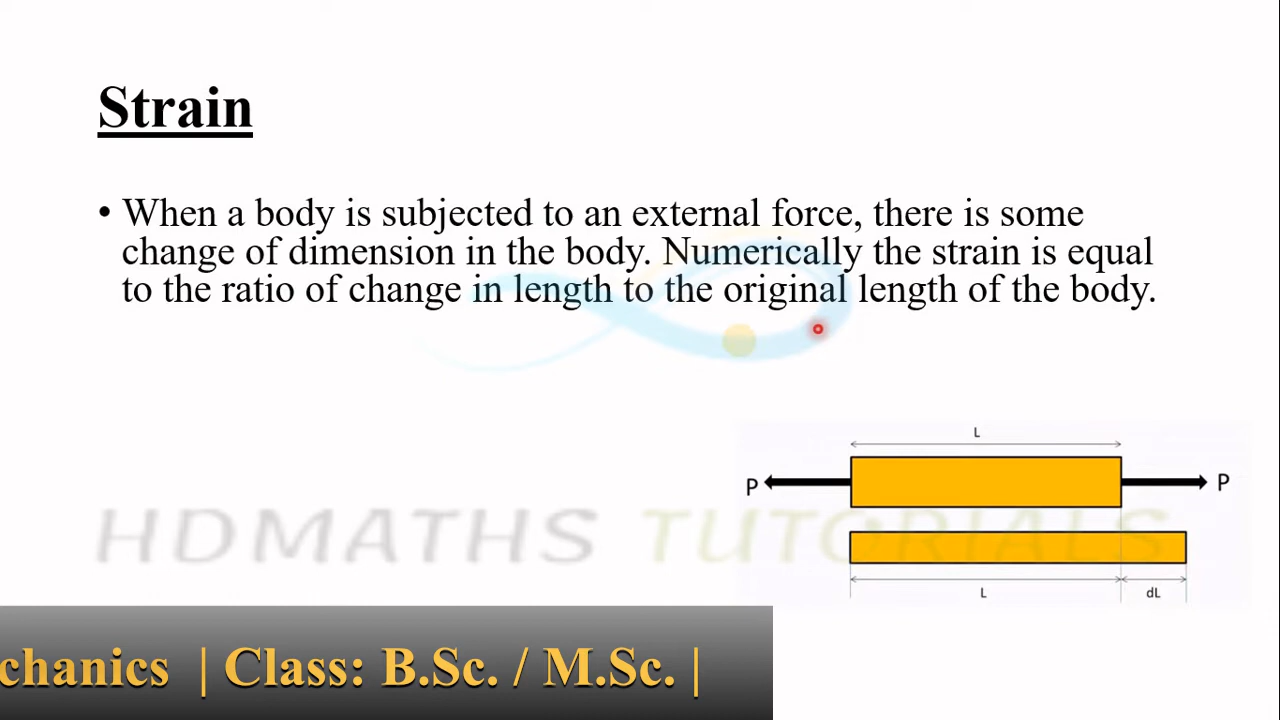 Strain
• When a body is subjected to an external force, there is some
change of dimension in the body. Numerically the strain is equal
to the ratio of change in length to the original length of the body.
L
P
P
HDMATHS TUTORIALS
L
dL
chanics | Class: B.Sc. / M.Sc. |